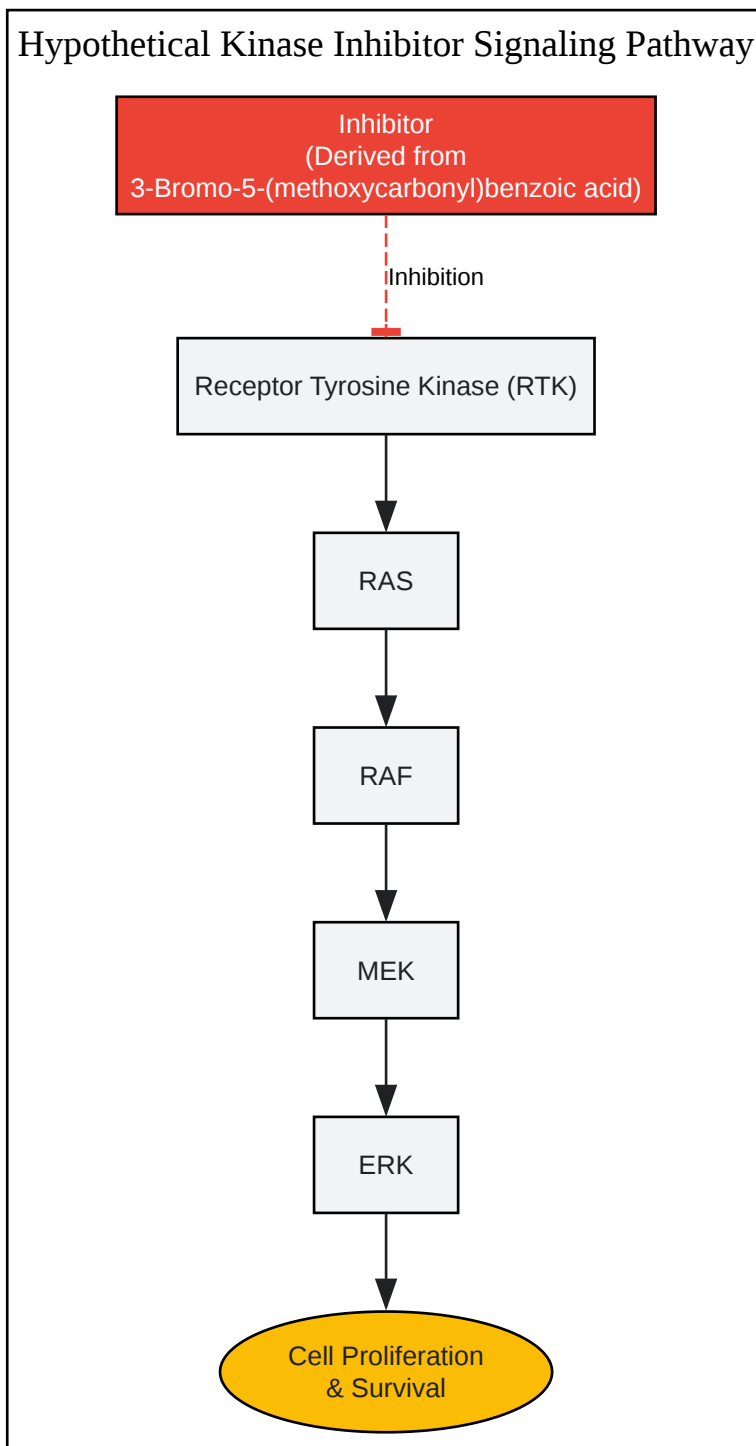 Hypothetical Kinase Inhibitor Signaling Pathway
Inhibitor
(Derived from
3-Bromo-5-(methoxycarbonyl)benzoic acid)
Inhibition
Receptor Tyrosine Kinase (RTK)
RAS
RAF
MEK
ERK
Cell Proliferation
& Survival